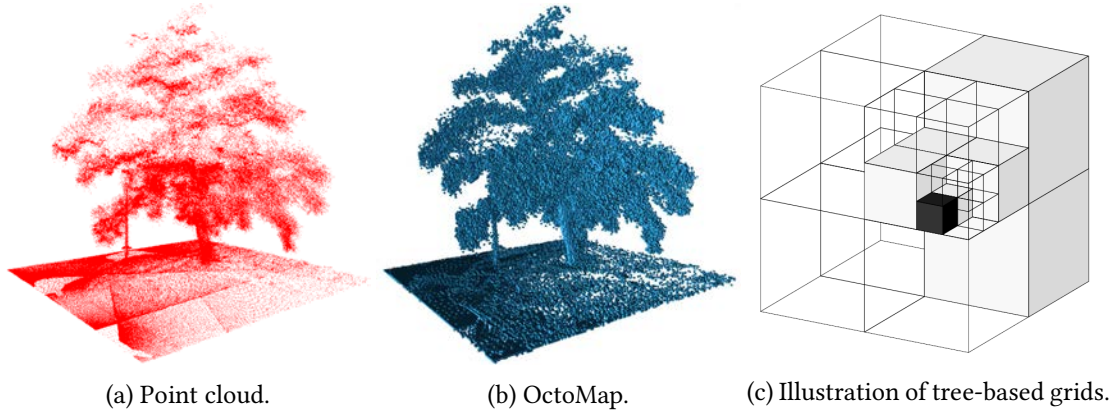 (a) Point cloud.
(b) OctoMap.
(c) Illustration of tree-based grids.